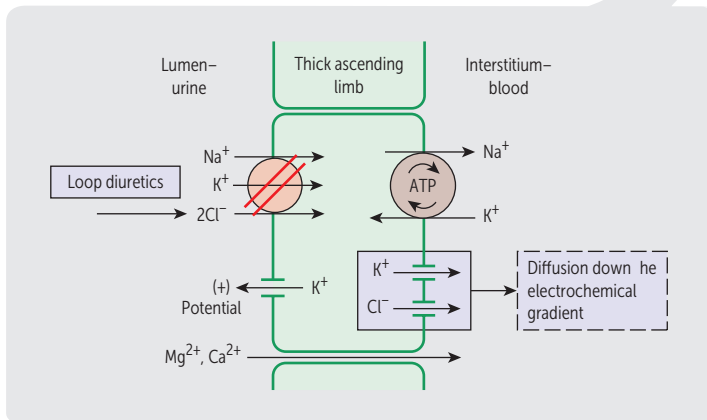 Lumen–
urine
Thick ascending
limb
Interstitium–
blood
Loop diuretics
Na⁺
K⁺
2Cl⁻
ATP
Na⁺
K⁺
(+)
Potential
K⁺
K⁺
Cl⁻
Diffusion down he
electrochemical
gradient
Mg²⁺, Ca²⁺